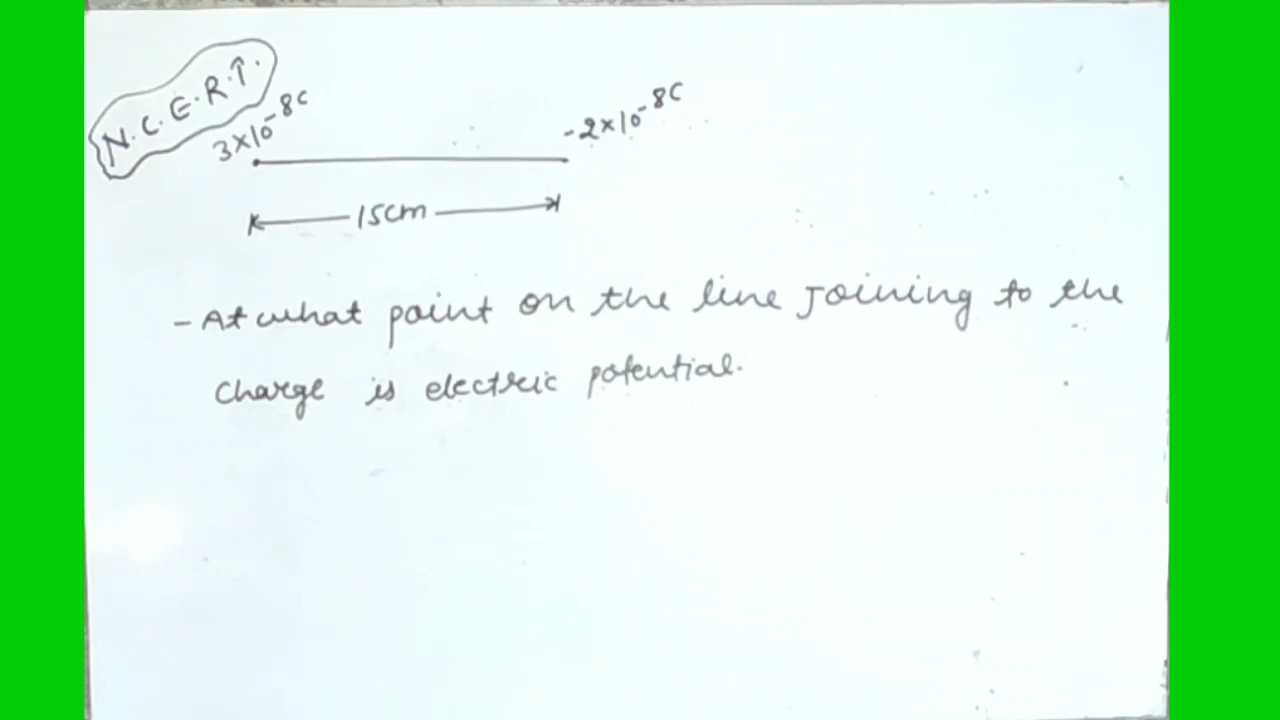 N.C.E.R.T.
3×10⁻⁸C
-2×10⁻⁸C
15cm
- At what point on the line Joining to the
charge is electric potential.